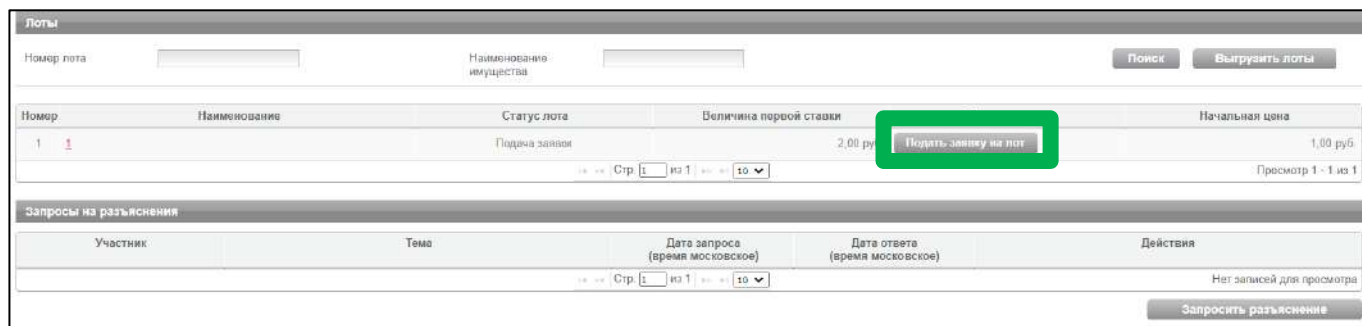 Лоты
Номер лота Наименование имущества Поиск Выгрузить лоты
Номер Наименование Статус лота Величина первой ставки Начальная цена
1 1 Подача заявок 2,00 ру Подать заявку на лот 1,00 руб.
Стр. 1 из 1 10 Просмотр 1 - 1 из 1
Запросы на разъяснения
Участник Тема Дата запроса (время московское) Дата ответа (время московское) Действия
Стр. 1 из 1 10 Нет записей для просмотра
Запросить разъяснение